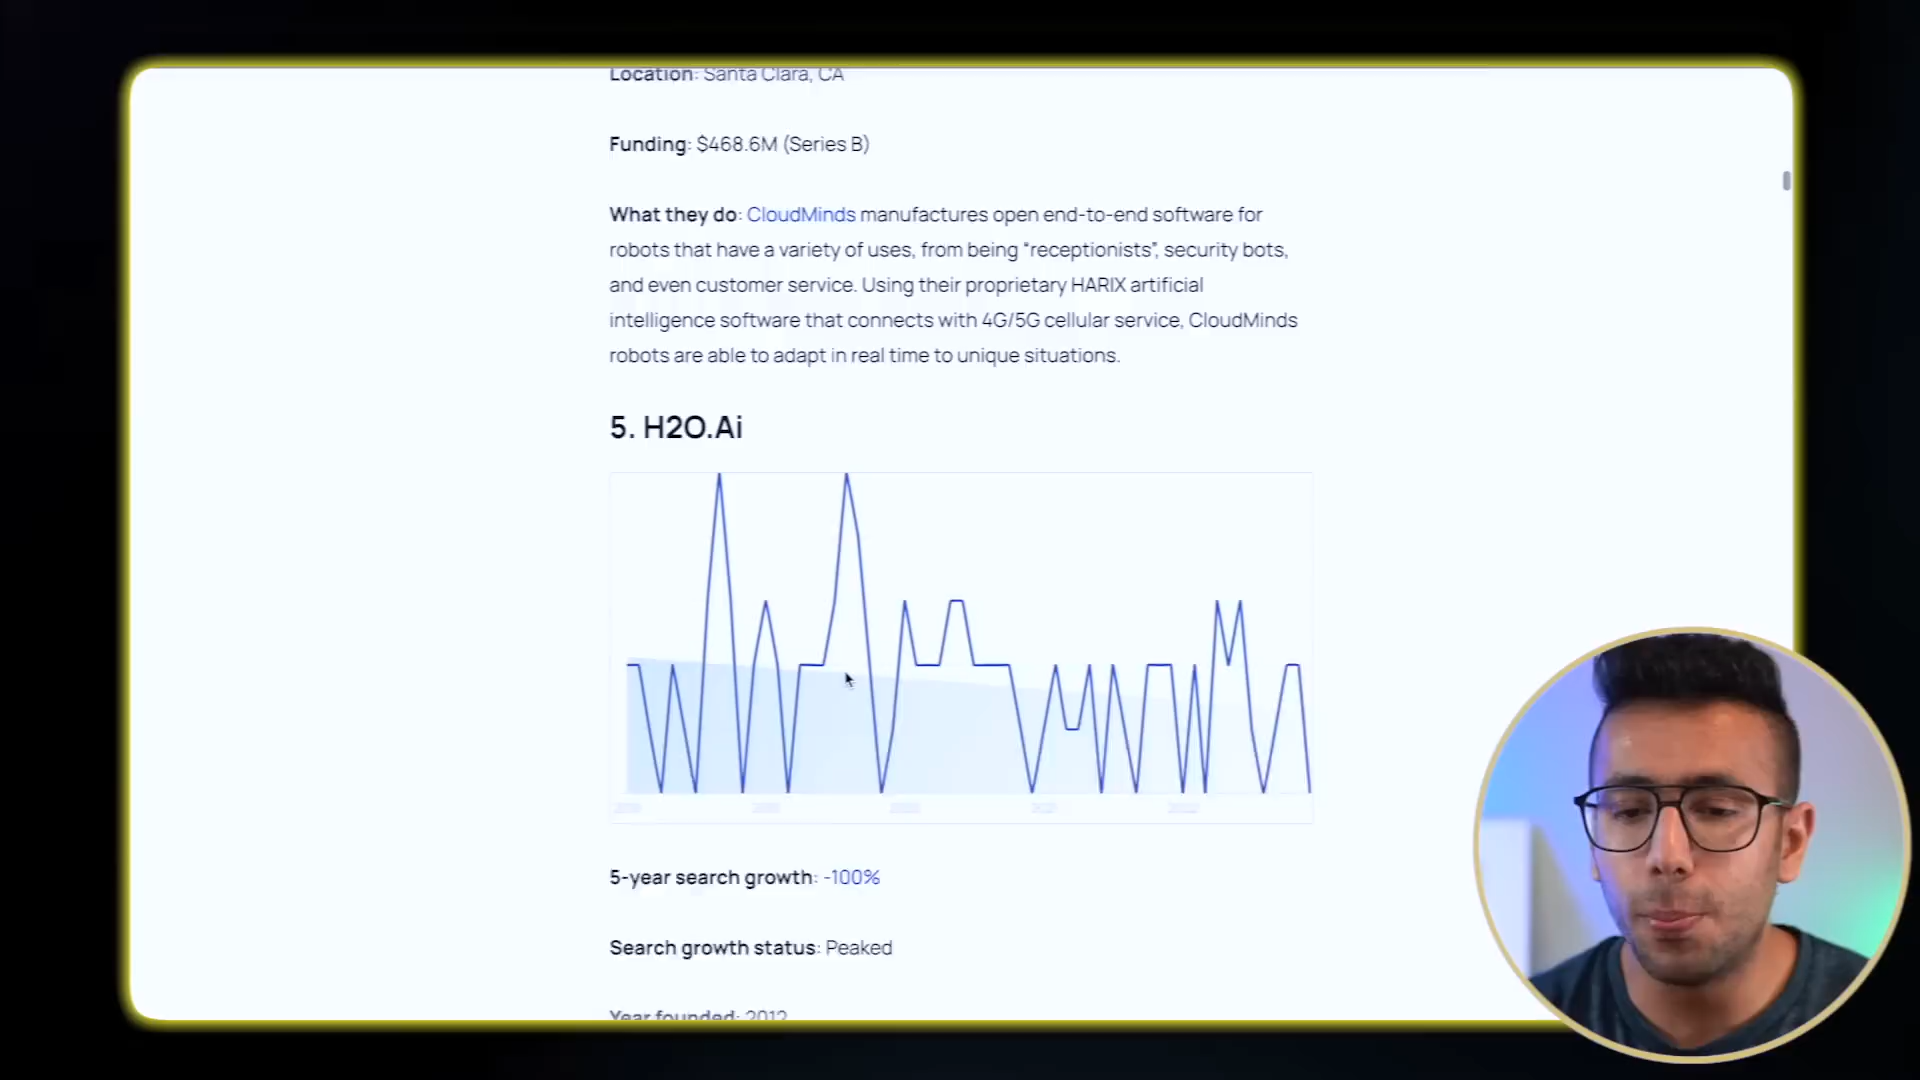 Location: Santa Clara, CA
Funding: $468.6M (Series B)
What they do: CloudMinds manufactures open end-to-end software for
robots that have a variety of uses, from being “receptionists”, security bots,
and even customer service. Using their proprietary HARIX artificial
intelligence software that connects with 4G/5G cellular service, CloudMinds
robots are able to adapt in real time to unique situations.
5. H2O.Ai
5-year search growth: -100%
Search growth status: Peaked
Year founded: 2012